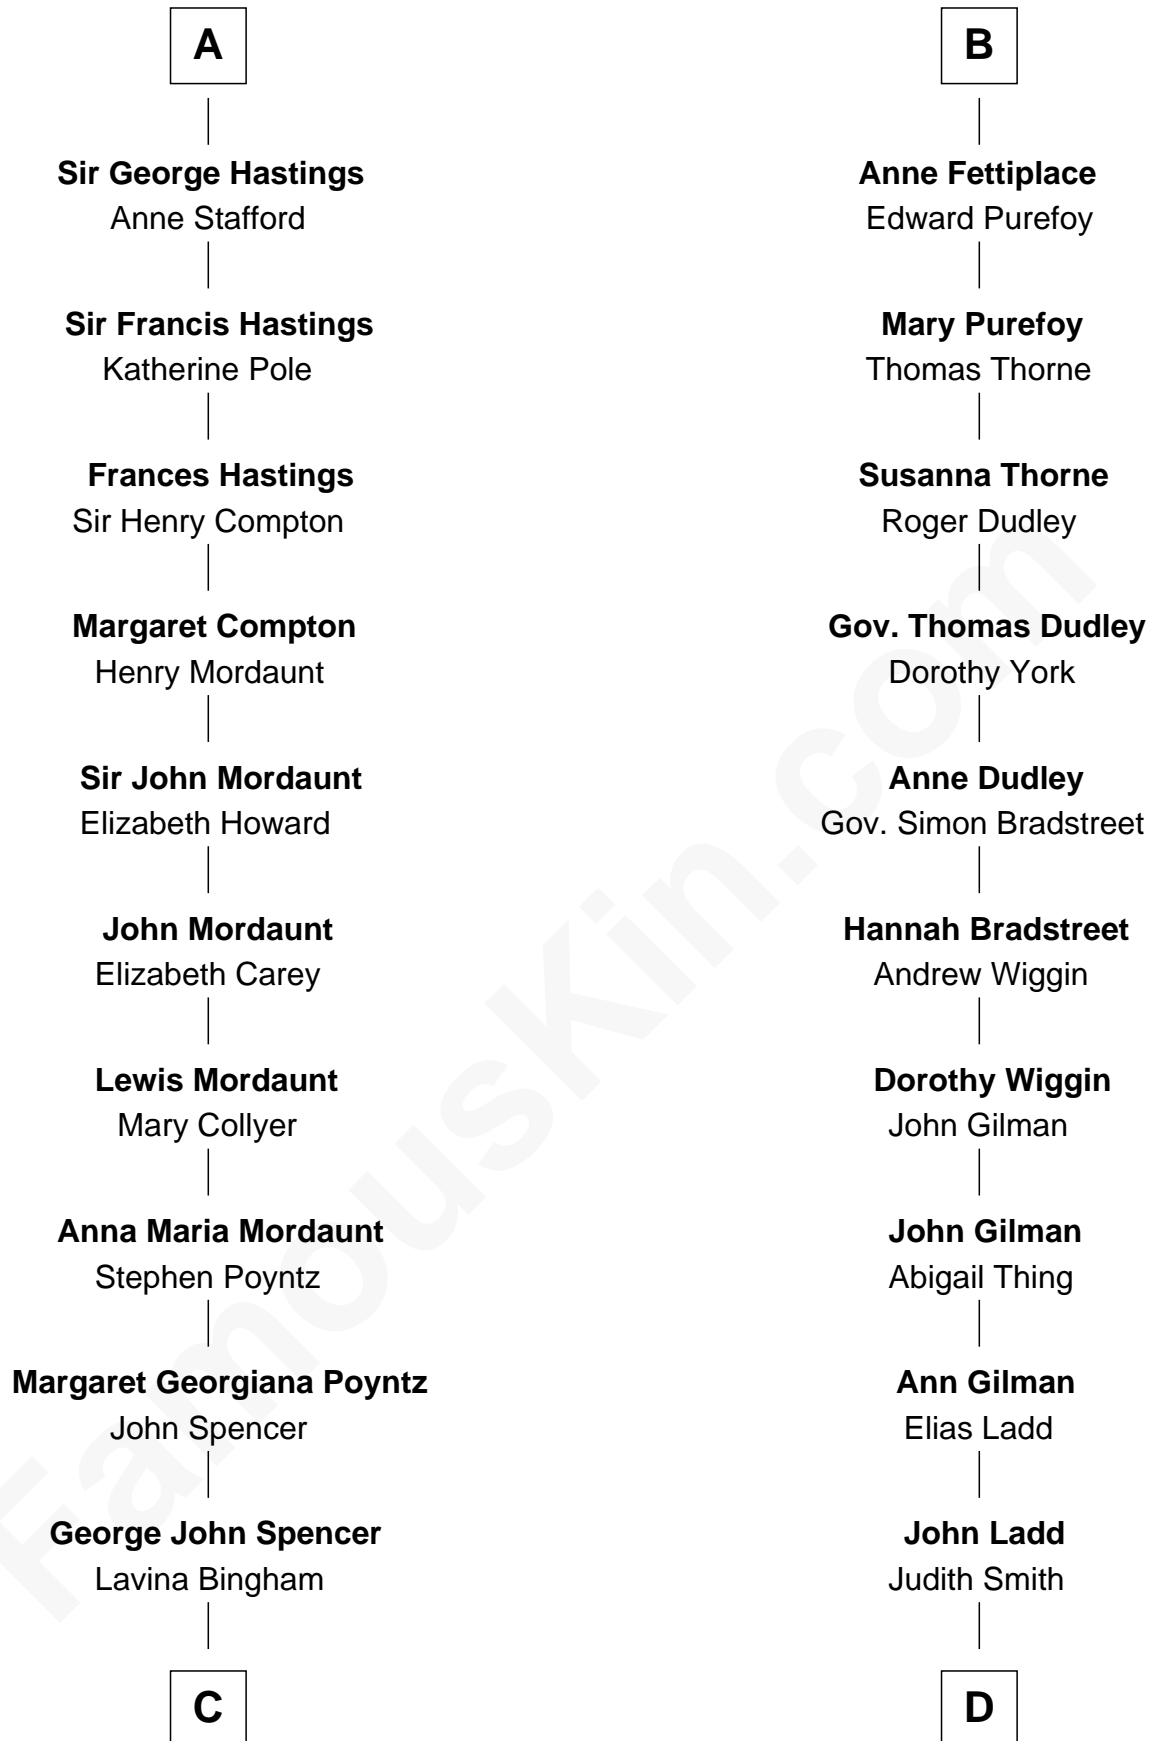 A
Sir George Hastings
Anne Stafford
Sir Francis Hastings
Katherine Pole
Frances Hastings
Sir Henry Compton
Margaret Compton
Henry Mordaunt
Sir John Mordaunt
Elizabeth Howard
John Mordaunt
Elizabeth Carey
Lewis Mordaunt
Mary Collyer
Anna Maria Mordaunt
Stephen Poyntz
Margaret Georgiana Poyntz
John Spencer
George John Spencer
Lavina Bingham
C
B
Anne Fettiplace
Edward Purefoy
Mary Purefoy
Thomas Thorne
Susanna Thorne
Roger Dudley
Gov. Thomas Dudley
Dorothy York
Anne Dudley
Gov. Simon Bradstreet
Hannah Bradstreet
Andrew Wiggin
Dorothy Wiggin
John Gilman
John Gilman
Abigail Thing
Ann Gilman
Elias Ladd
John Ladd
Judith Smith
D
FamousKin.com